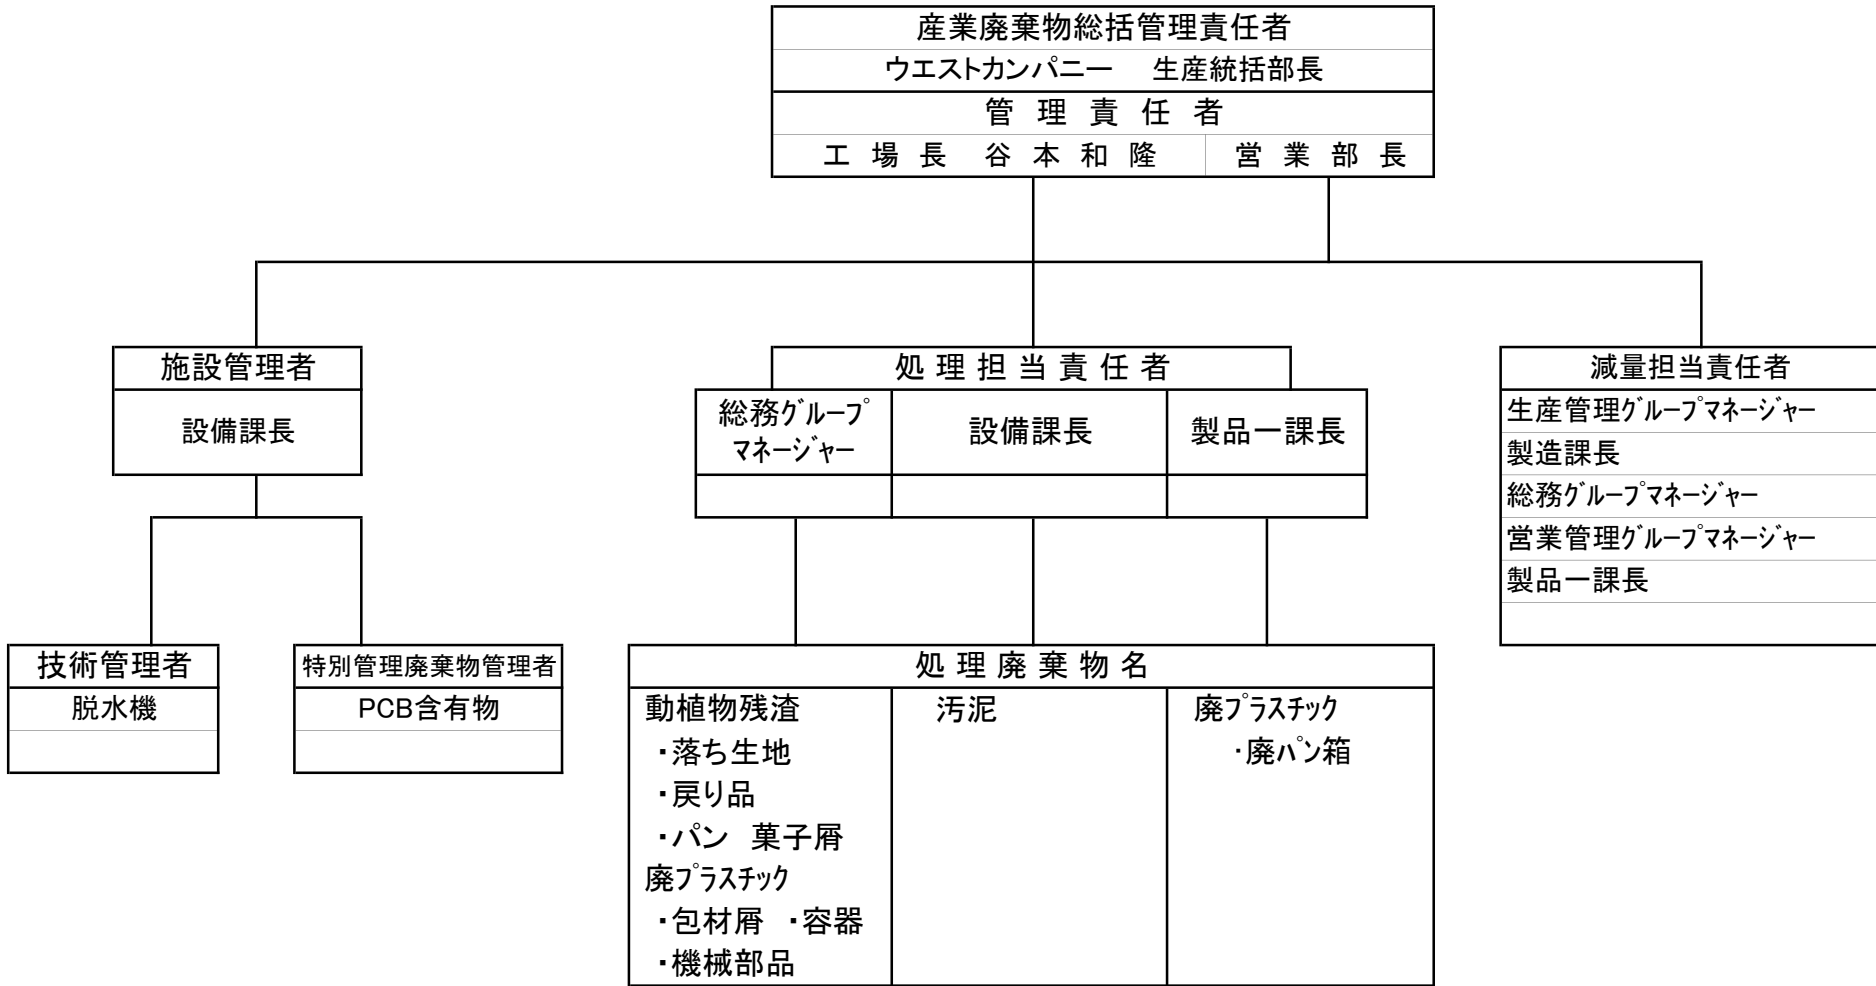 産業廃棄物総括管理責任者
ウエストカンパニー　生産統括部長
管 理 責 任 者
工 場 長　谷 本 和 隆　営 業 部 長
施設管理者
設備課長
処 理 担 当 責 任 者
総務ｸﾞﾙｰﾌﾟ
ﾏﾈｰｼﾞｬｰ
設備課長
製品一課長
減量担当責任者
生産管理ｸﾞﾙｰﾌﾟﾏﾈｰｼﾞｬｰ
製造課長
総務ｸﾞﾙｰﾌﾟﾏﾈｰｼﾞｬｰ
営業管理ｸﾞﾙｰﾌﾟﾏﾈｰｼﾞｬｰ
製品一課長
技術管理者
脱水機
特別管理廃棄物管理者
PCB含有物
処 理 廃 棄 物 名
動植物残渣
・落ち生地
・戻り品
・パン　菓子屑
廃ﾌﾟﾗｽﾁｯｸ
・包材屑　・容器
・機械部品
汚泥
廃ﾌﾟﾗｽﾁｯｸ
・廃ﾊﾟﾝ箱